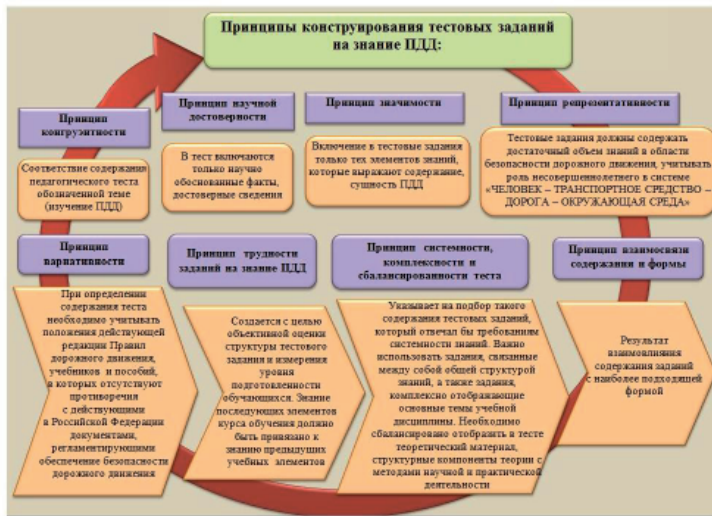 Принципы конструирования тестовых заданий
на знание ПДД:
Принцип
конгруэнтности
Принцип научной
достоверности
Принцип значимости
Принцип репрезентативности
Соответствие содержания
педагогического теста
обозначенной теме
(изучение ПДД)
В тест включаются
только научно
обоснованные факты,
достоверные сведения
Включение в тестовые задания
только тех элементов знаний,
которые выражают содержание,
сущность ПДД
Тестовые задания должны содержать
достаточный объем знаний в области
безопасности дорожного движения, учитывать
роль несовершеннолетнего в системе
«ЧЕЛОВЕК – ТРАНСПОРТНОЕ СРЕДСТВО –
ДОРОГА – ОКРУЖАЮЩАЯ СРЕДА»
Принцип
вариативности
Принцип трудности
заданий на знание ПДД
Принцип системности,
комплексности и
сбалансированности теста
Принцип взаимосвязи
содержания и формы
При определении
содержания теста
необходимо учитывать
положения действующей
редакции Правил
дорожного движения,
учебников и пособий,
в которых отсутствуют
противоречия
с действующими
в Российской Федерации
документами,
регламентирующими
обеспечение безопасности
дорожного движения
Создается с целью
объективной оценки
структуры тестового
задания и измерения
уровня
подготовленности
обучающихся. Знание
последующих элементов
курса обучения должно
быть привязано к
знанию предыдущих
учебных элементов
Указывает на подбор такого
содержания тестовых заданий,
который отвечал бы требованиям
системности знаний. Важно
использовать задания, связанные
между собой общей структурой
знаний, а также задания,
комплексно отображающие
основные темы учебной
дисциплины. Необходимо
сбалансировано отобразить в тесте
теоретический материал,
структурные компоненты теории с
методами научной и практической
деятельности
Результат
взаимовлияния
содержания заданий
с наиболее подходящей
формой